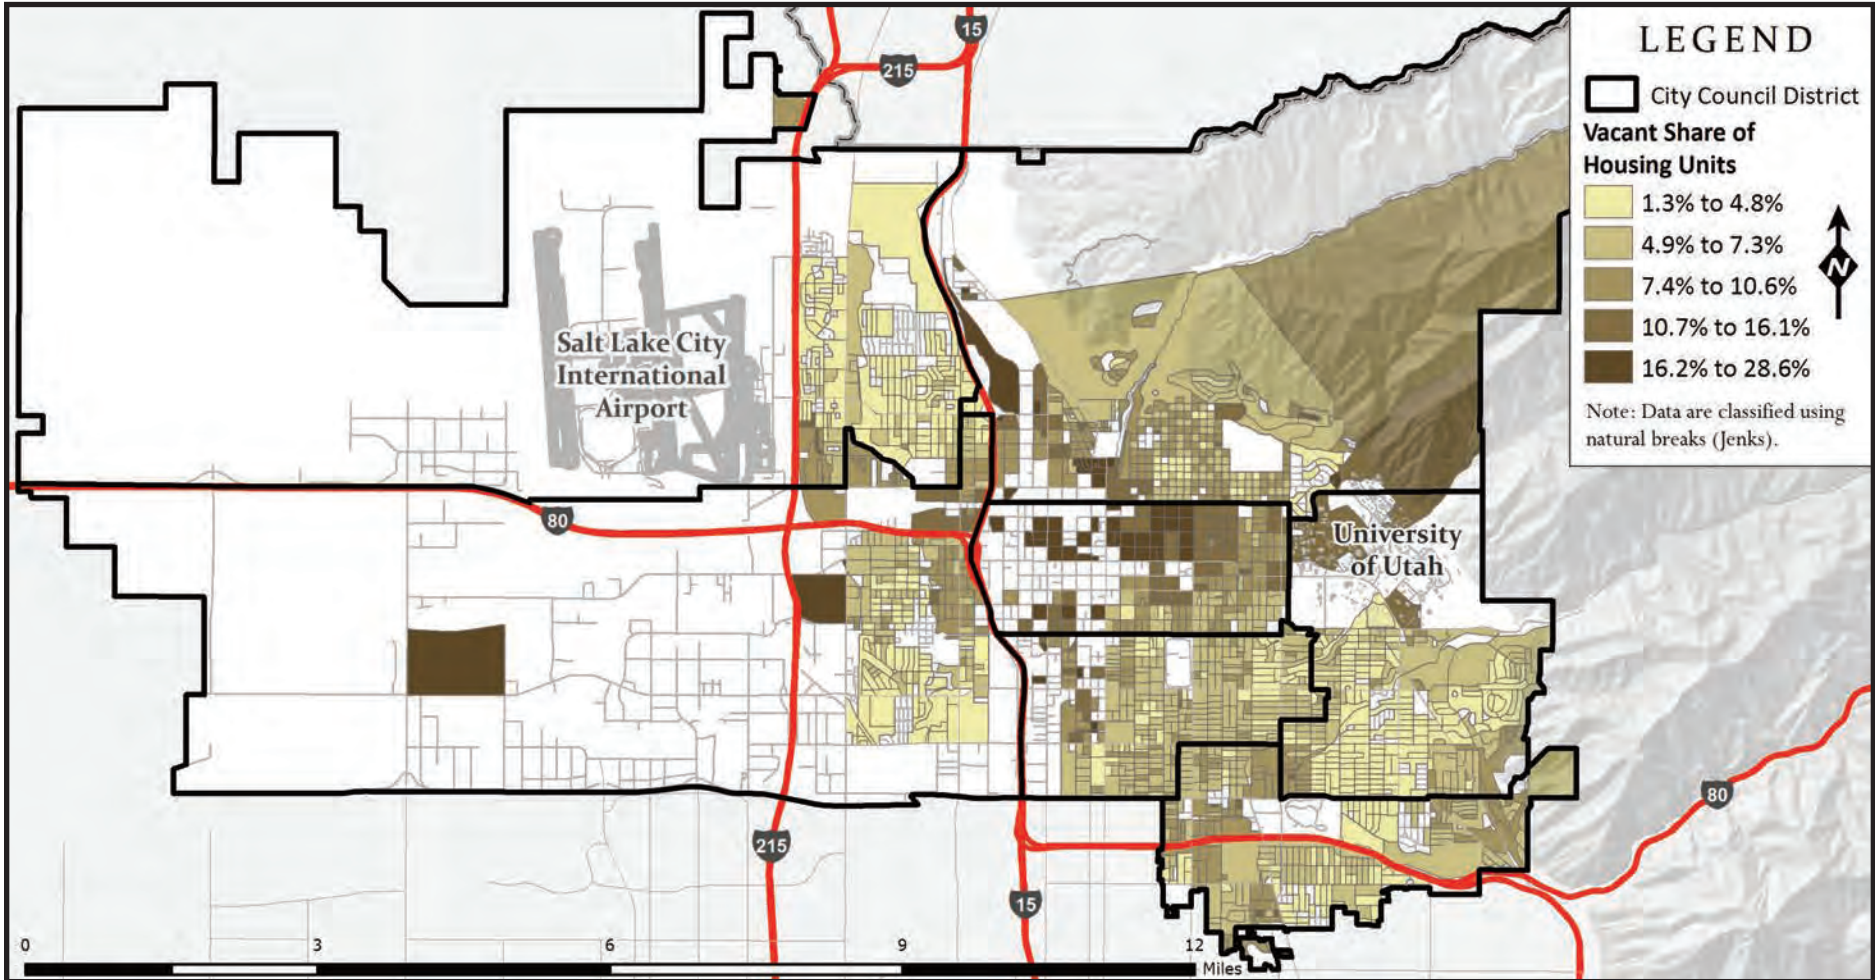 15
215
LEGEND
City Council District
Vacant Share of
Housing Units
1.3% to 4.8%
4.9% to 7.3%
7.4% to 10.6%
10.7% to 16.1%
16.2% to 28.6%
N
Note: Data are classified using
natural breaks (Jenks).
Salt Lake City
International
Airport
80
University
of Utah
80
215
15
0 3 6 9 12
Miles